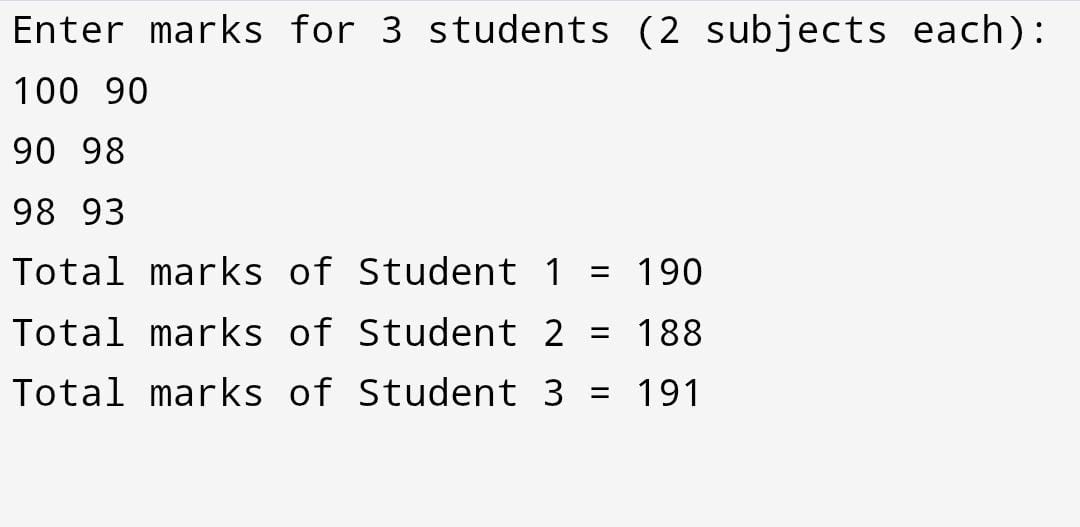 Enter marks for 3 students (2 subjects each):
100 90
90 98
98 93
Total marks of Student 1 = 190
Total marks of Student 2 = 188
Total marks of Student 3 = 191